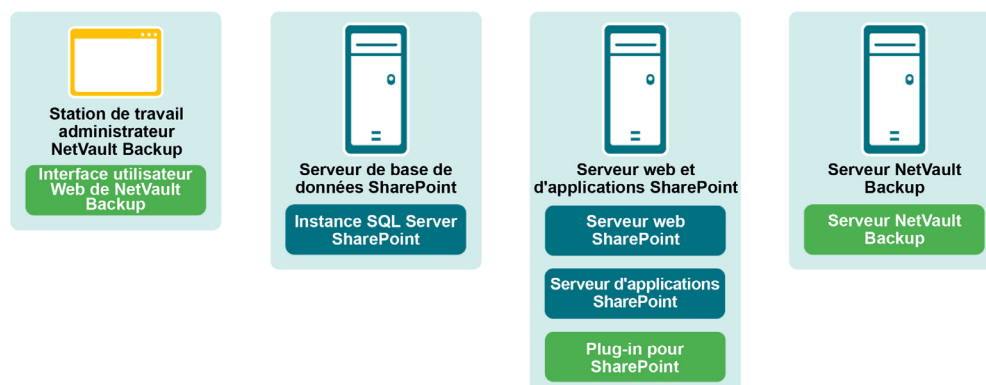 Station de travail
administrateur
NetVault Backup
Interface utilisateur
Web de NetVault
Backup
Serveur de base de
données SharePoint
Instance SQL Server
SharePoint
Serveur web et
d'applications SharePoint
Serveur web
SharePoint
Serveur d'applications
SharePoint
Plug-in pour
SharePoint
Serveur NetVault
Backup
Serveur NetVault
Backup